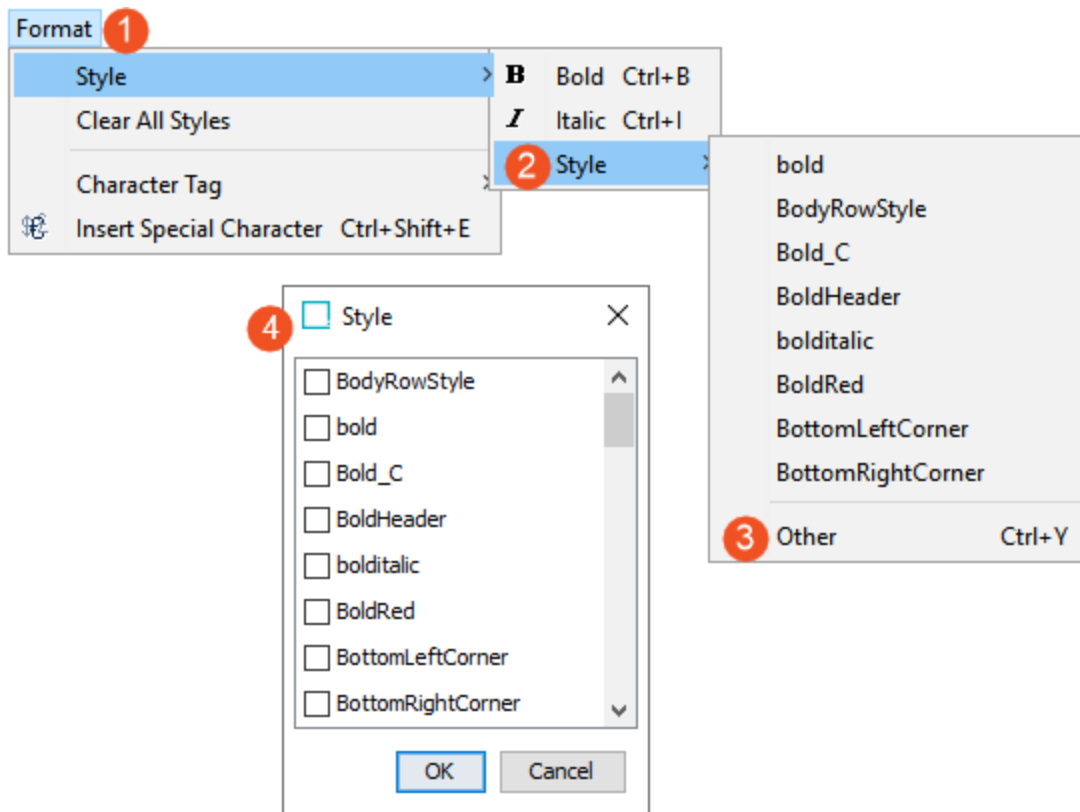 Format 1
Style
Clear All Styles
Character Tag
Insert Special Character Ctrl+Shift+E
B Bold Ctrl+B
I Italic Ctrl+I
2 Style
bold
BodyRowStyle
Bold_C
BoldHeader
bolditalic
BoldRed
BottomLeftCorner
BottomRightCorner
3 Other Ctrl+Y
4 Style
BodyRowStyle
bold
Bold_C
BoldHeader
bolditalic
BoldRed
BottomLeftCorner
BottomRightCorner
OK Cancel